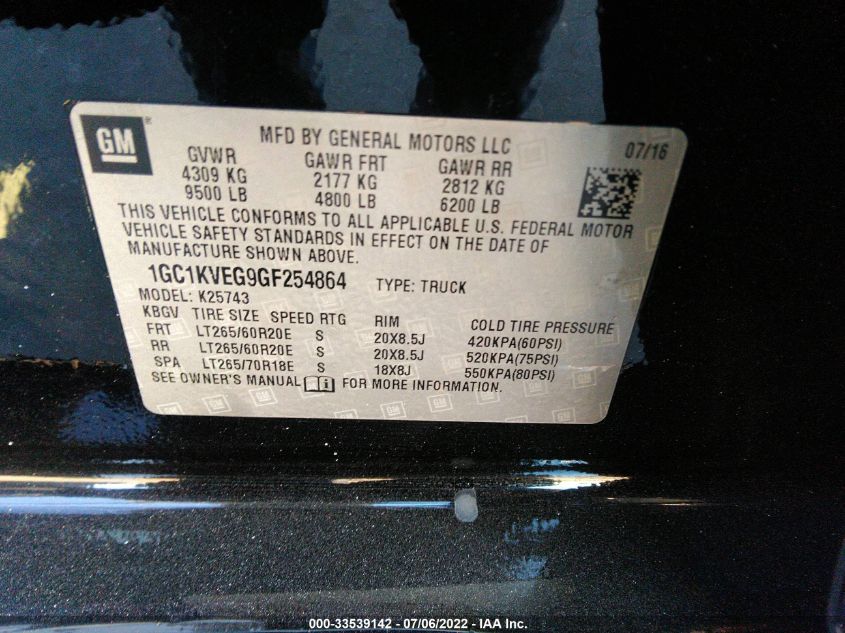 GM
MFD BY GENERAL MOTORS LLC
07/16
GVWR GAWR FRT GAWR RR
4309 KG 2177 KG 2812 KG
9500 LB 4800 LB 6200 LB
THIS VEHICLE CONFORMS TO ALL APPLICABLE U.S. FEDERAL MOTOR
VEHICLE SAFETY STANDARDS IN EFFECT ON THE DATE OF
MANUFACTURE SHOWN ABOVE.
1GC1KVEG9GF254864 TYPE: TRUCK
MODEL: K25743
KBGV TIRE SIZE SPEED RTG RIM COLD TIRE PRESSURE
FRT LT265/60R20E S 20X8.5J 420KPA(60PSI)
RR LT265/60R20E S 20X8.5J 520KPA(75PSI)
SPA LT265/70R18E S 18X8J 550KPA(80PSI)
SEE OWNER'S MANUAL FOR MORE INFORMATION.
000-33539142 - 07/06/2022 - IAA Inc.